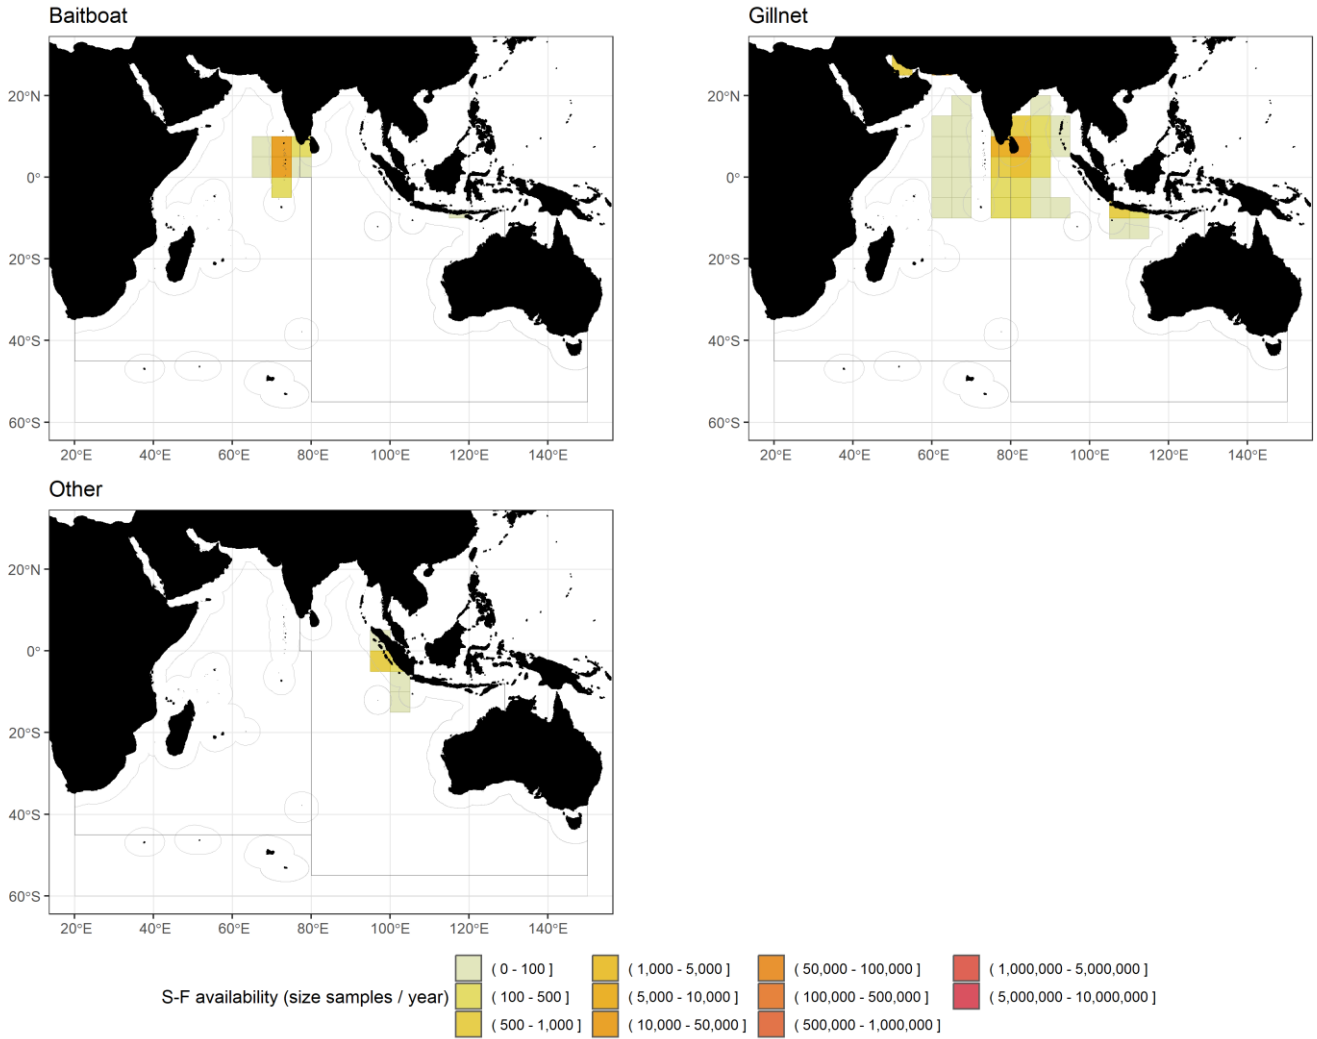 Baitboat
Gillnet
20°N
0°
20°S
40°S
60°S
20°E 40°E 60°E 80°E 100°E 120°E 140°E
20°N
0°
20°S
40°S
60°S
20°E 40°E 60°E 80°E 100°E 120°E 140°E
Other
20°N
0°
20°S
40°S
60°S
20°E 40°E 60°E 80°E 100°E 120°E 140°E
S-F availability (size samples / year)
( 0 - 100 ]
( 100 - 500 ]
( 500 - 1,000 ]
( 1,000 - 5,000 ]
( 5,000 - 10,000 ]
( 10,000 - 50,000 ]
( 50,000 - 100,000 ]
( 100,000 - 500,000 ]
( 500,000 - 1,000,000 ]
( 1,000,000 - 5,000,000 ]
( 5,000,000 - 10,000,000 ]